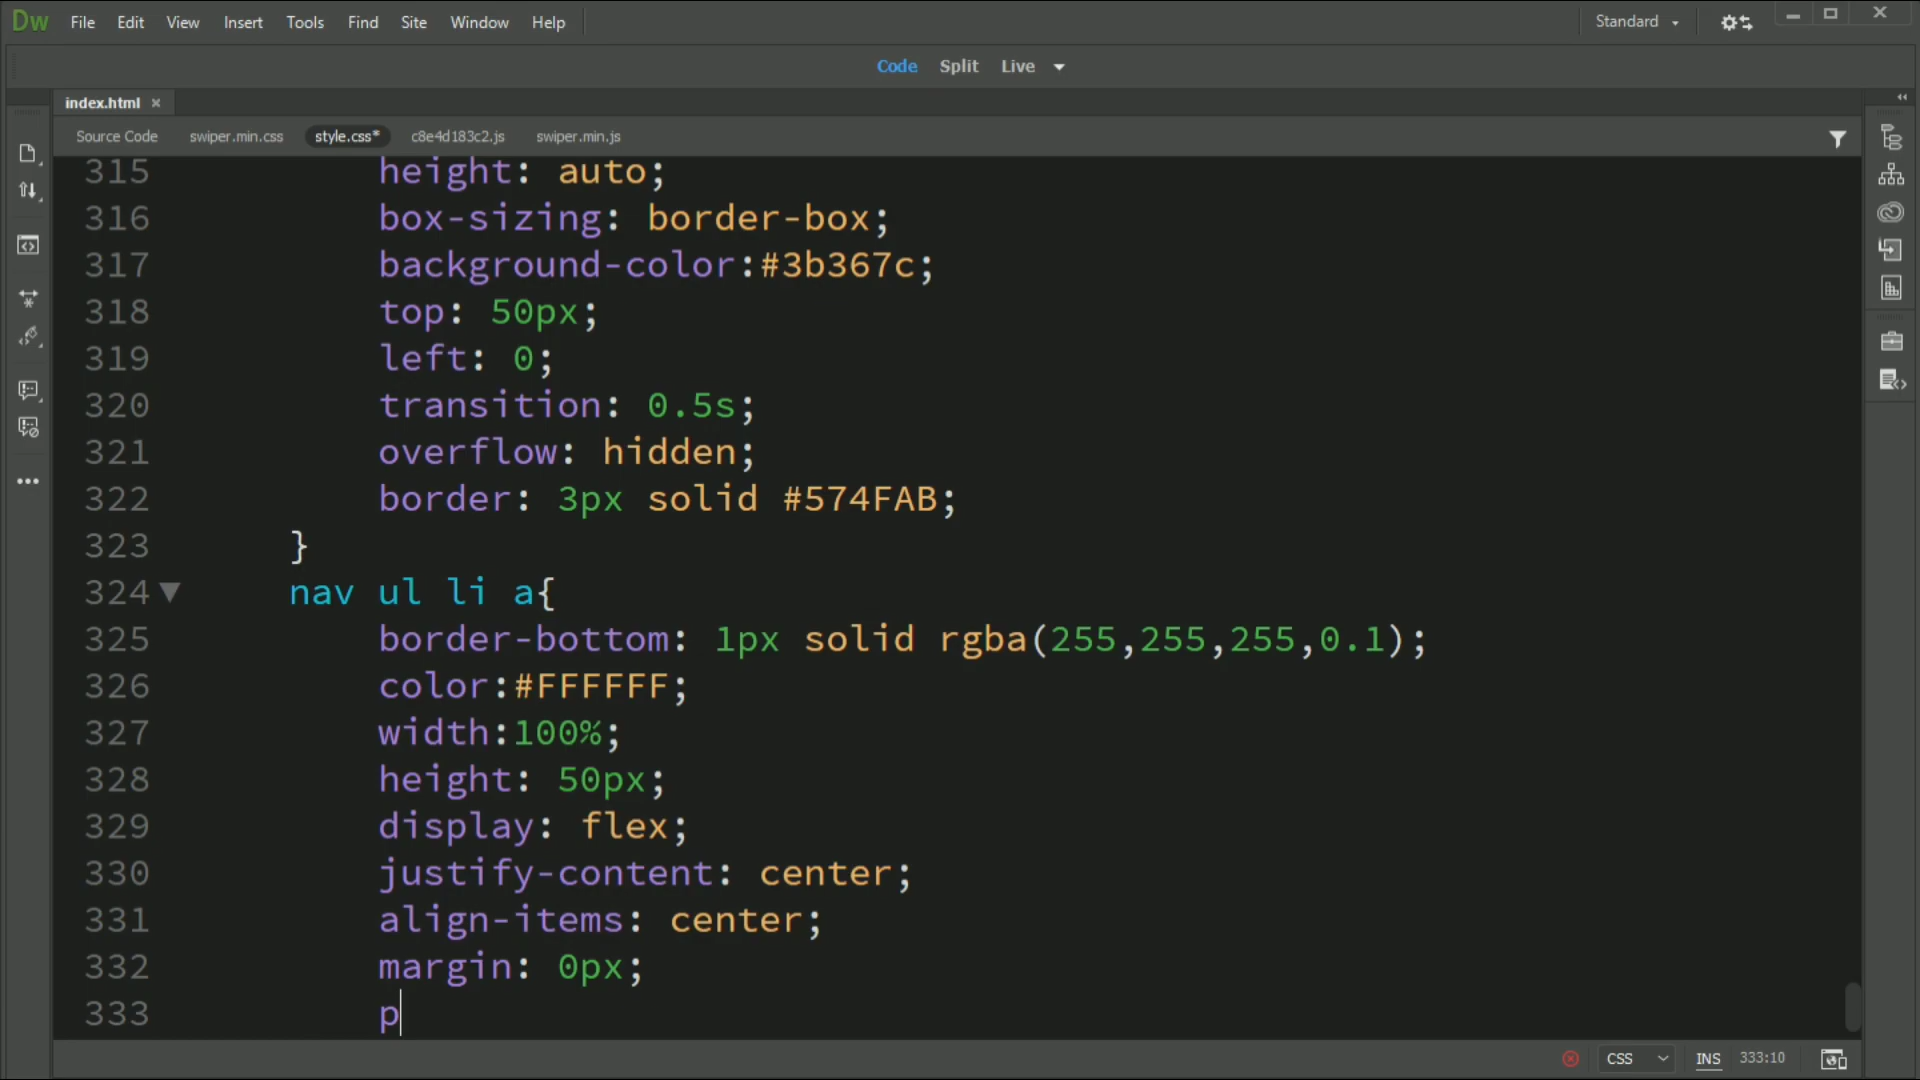 Dw File Edit View Insert Tools Find Site Window Help Standard
Code Split Live
index.html
Source Code swiper.min.css style.css* c8e4d183c2.js swiper.min.js
315 height: auto;
316 box-sizing: border-box;
317 background-color:#3b367c;
318 top: 50px;
319 left: 0;
320 transition: 0.5s;
321 overflow: hidden;
322 border: 3px solid #574FAB;
323 }
324 nav ul li a{
325 border-bottom: 1px solid rgba(255,255,255,0.1);
326 color:#FFFFFF;
327 width:100%;
328 height: 50px;
329 display: flex;
330 justify-content: center;
331 align-items: center;
332 margin: 0px;
333 p
CSS INS 333:10